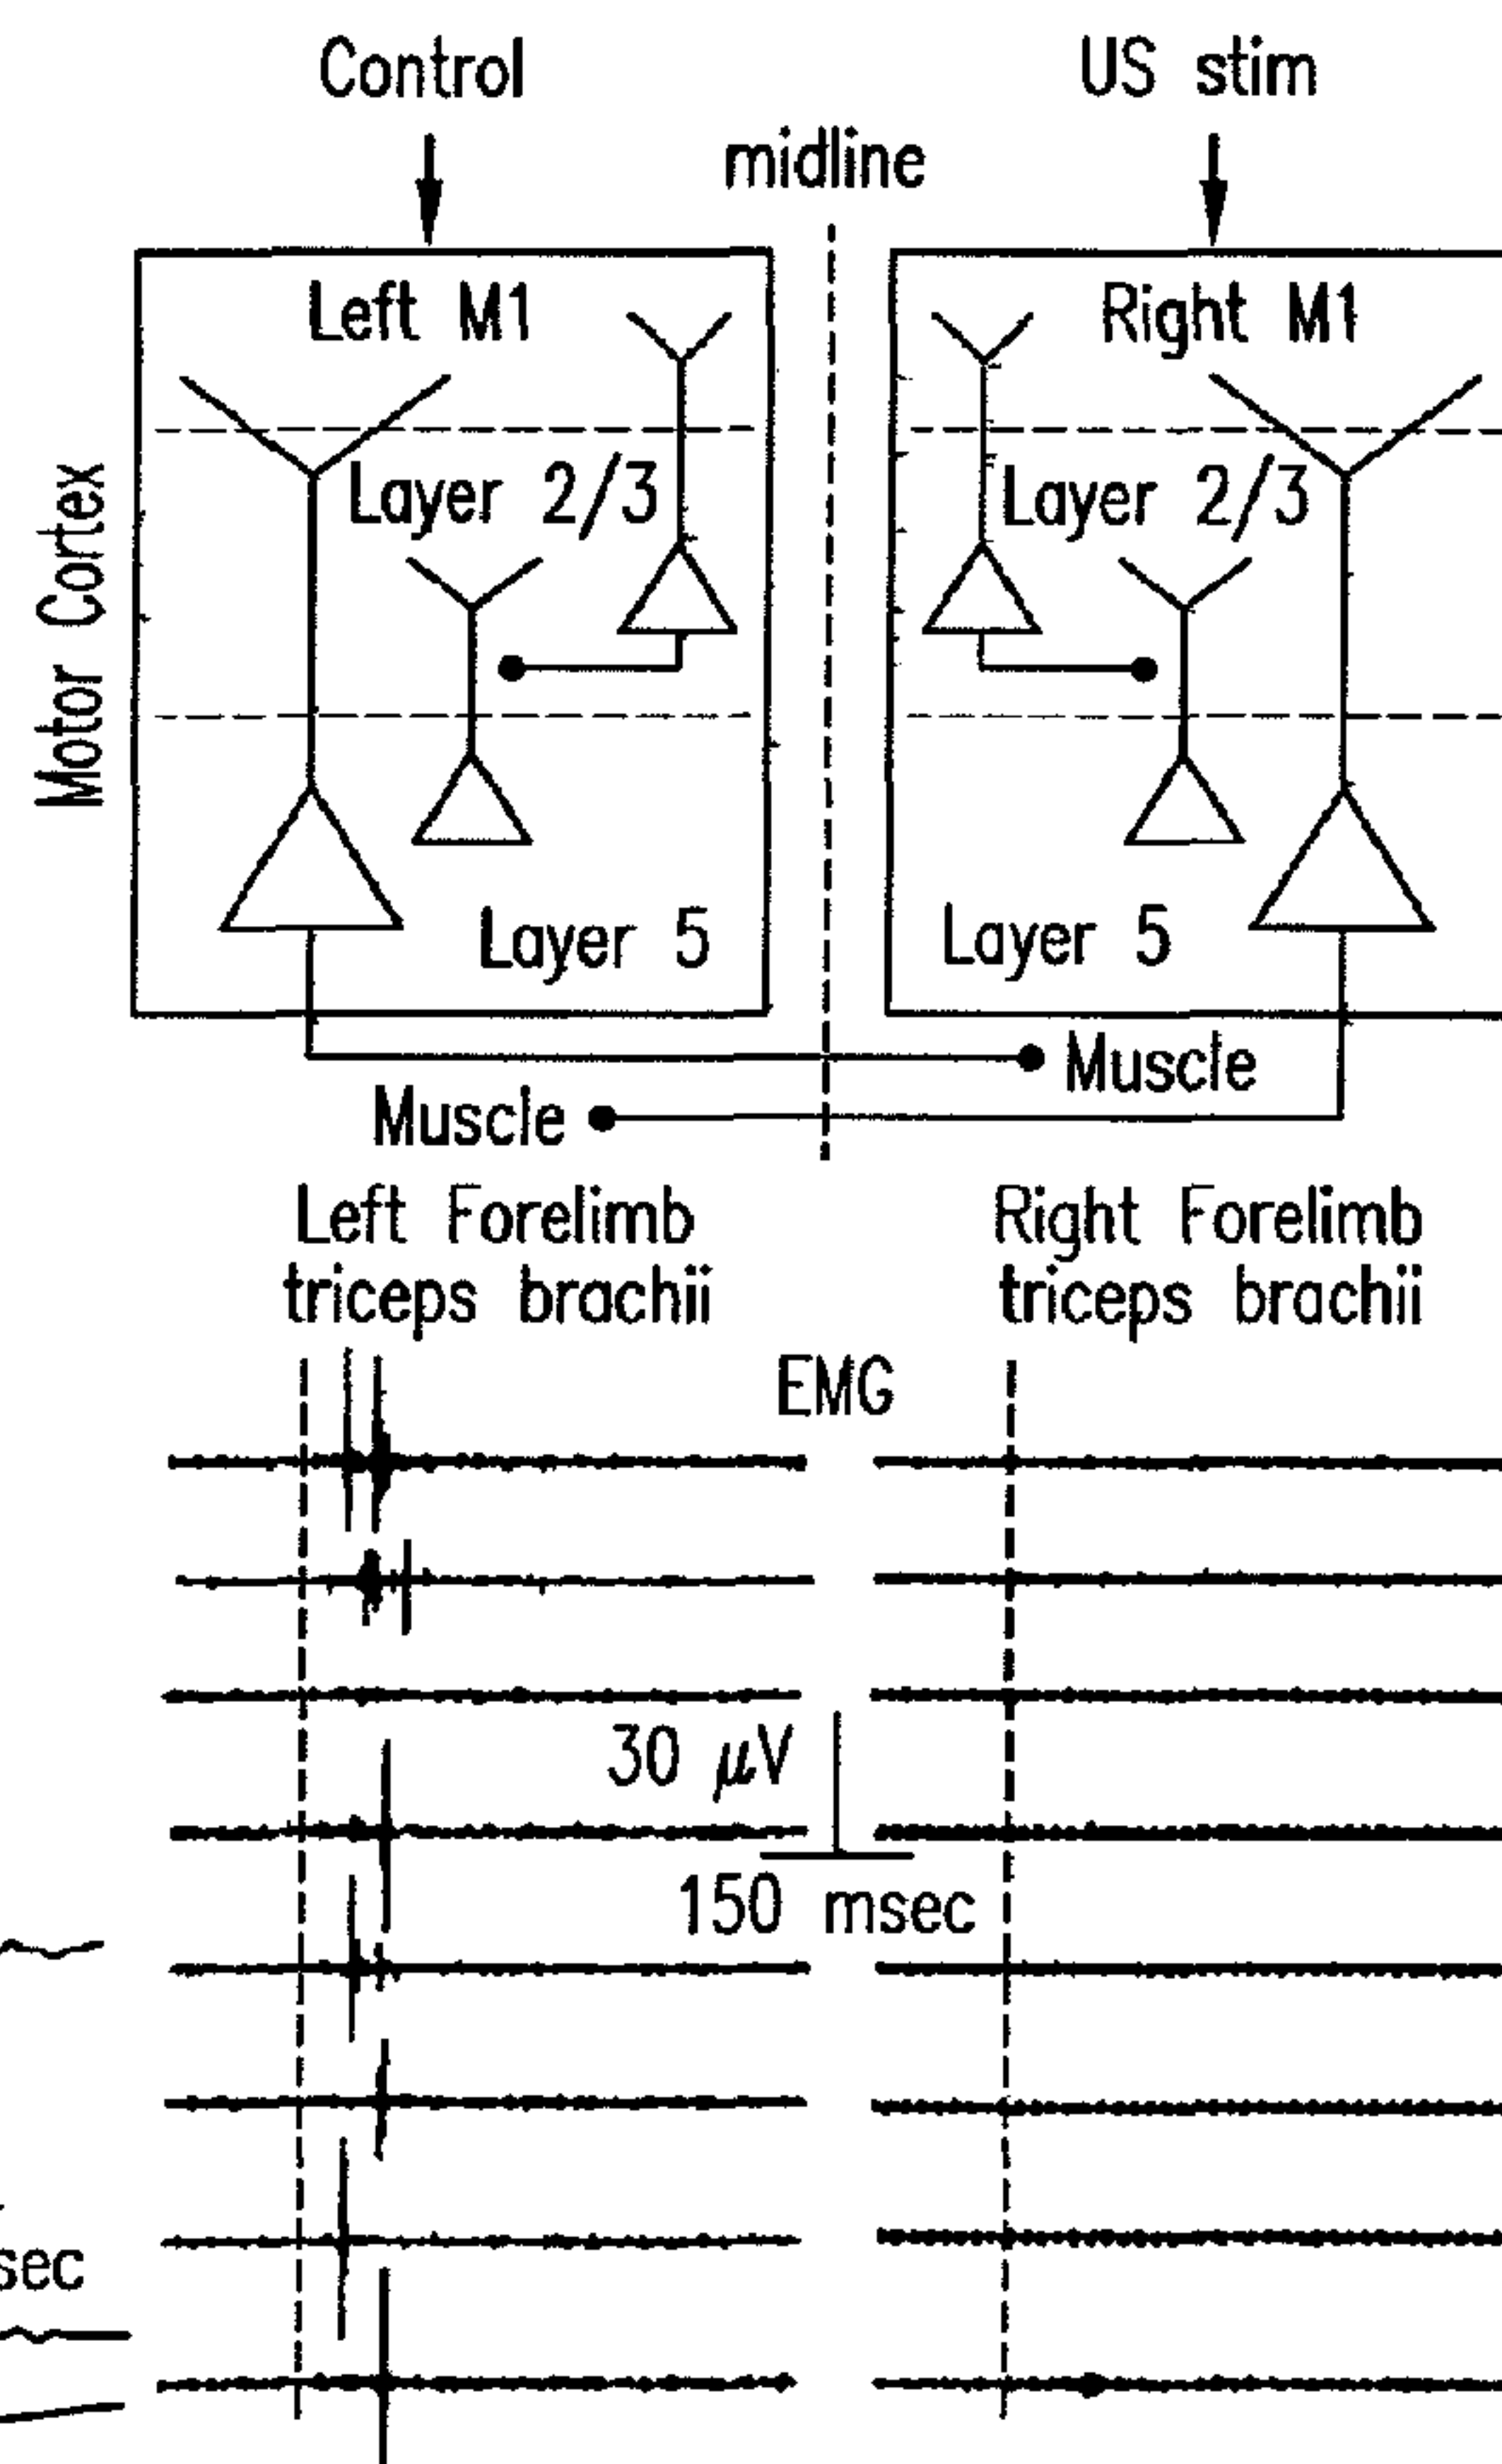 Control
US stim
midline
Left M1
Right M1
Motor Cortex
Layer 2/3
Layer 2/3
Layer 5
Layer 5
Muscle
Muscle
Left Forelimb
triceps brachii
Right Forelimb
triceps brachii
EMG
30 μV
150 msec
sec